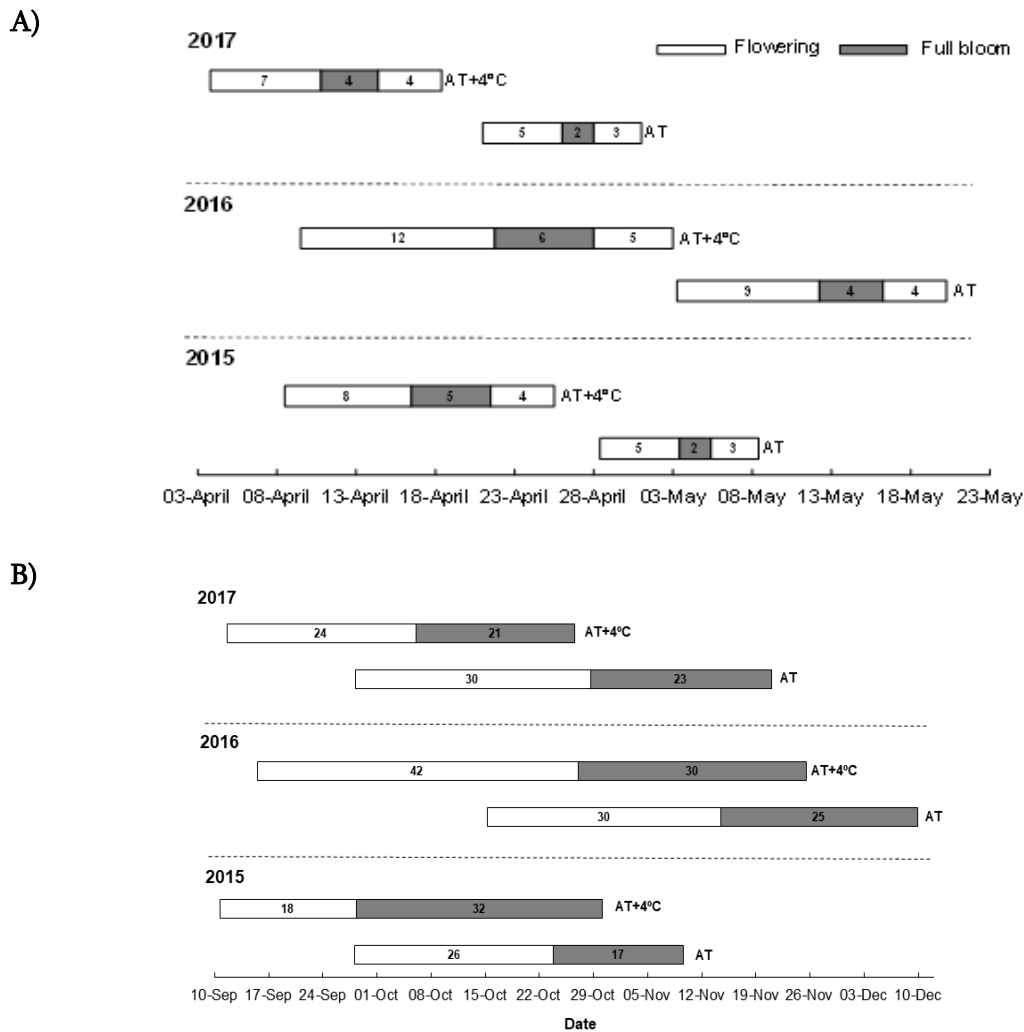 A)
2017
Flowering Full bloom
7 4 4 AT+4ºC
5 2 3 AT
2016
12 6 5 AT+4ºC
9 4 4 AT
2015
8 5 4 AT+4ºC
5 2 3 AT
03-April 08-April 13-April 18-April 23-April 28-April 03-May 08-May 13-May 18-May 23-May
B)
2017
24 21 AT+4ºC
30 23 AT
2016
42 30 AT+4ºC
30 25 AT
2015
18 32 AT+4ºC
26 17 AT
10-Sep 17-Sep 24-Sep 01-Oct 08-Oct 15-Oct 22-Oct 29-Oct 05-Nov 12-Nov 19-Nov 26-Nov 03-Dec 10-Dec
Date